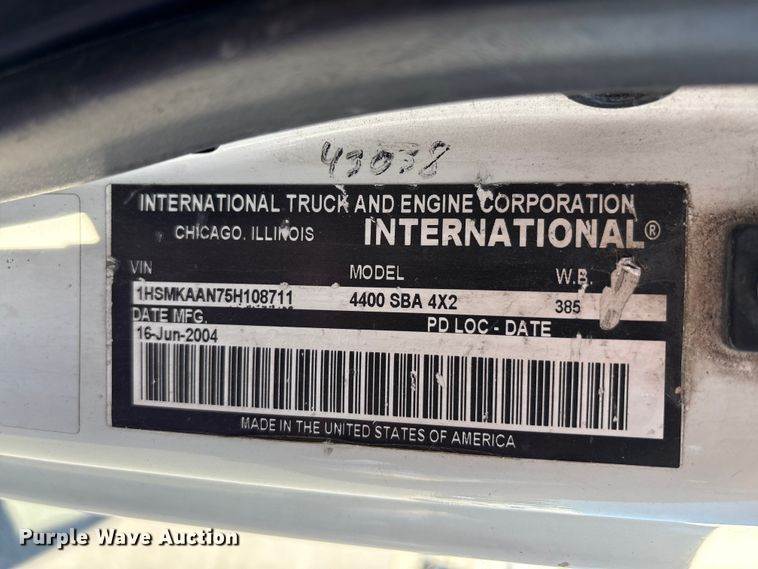 43038
INTERNATIONAL TRUCK AND ENGINE CORPORATION
CHICAGO, ILLINOIS INTERNATIONAL®
VIN MODEL W.B.
1HSMKAAN75H108711 4400 SBA 4X2 385
DATE MFG. PD LOC - DATE
16-Jun-2004
MADE IN THE UNITED STATES OF AMERICA
Purple Wave Auction